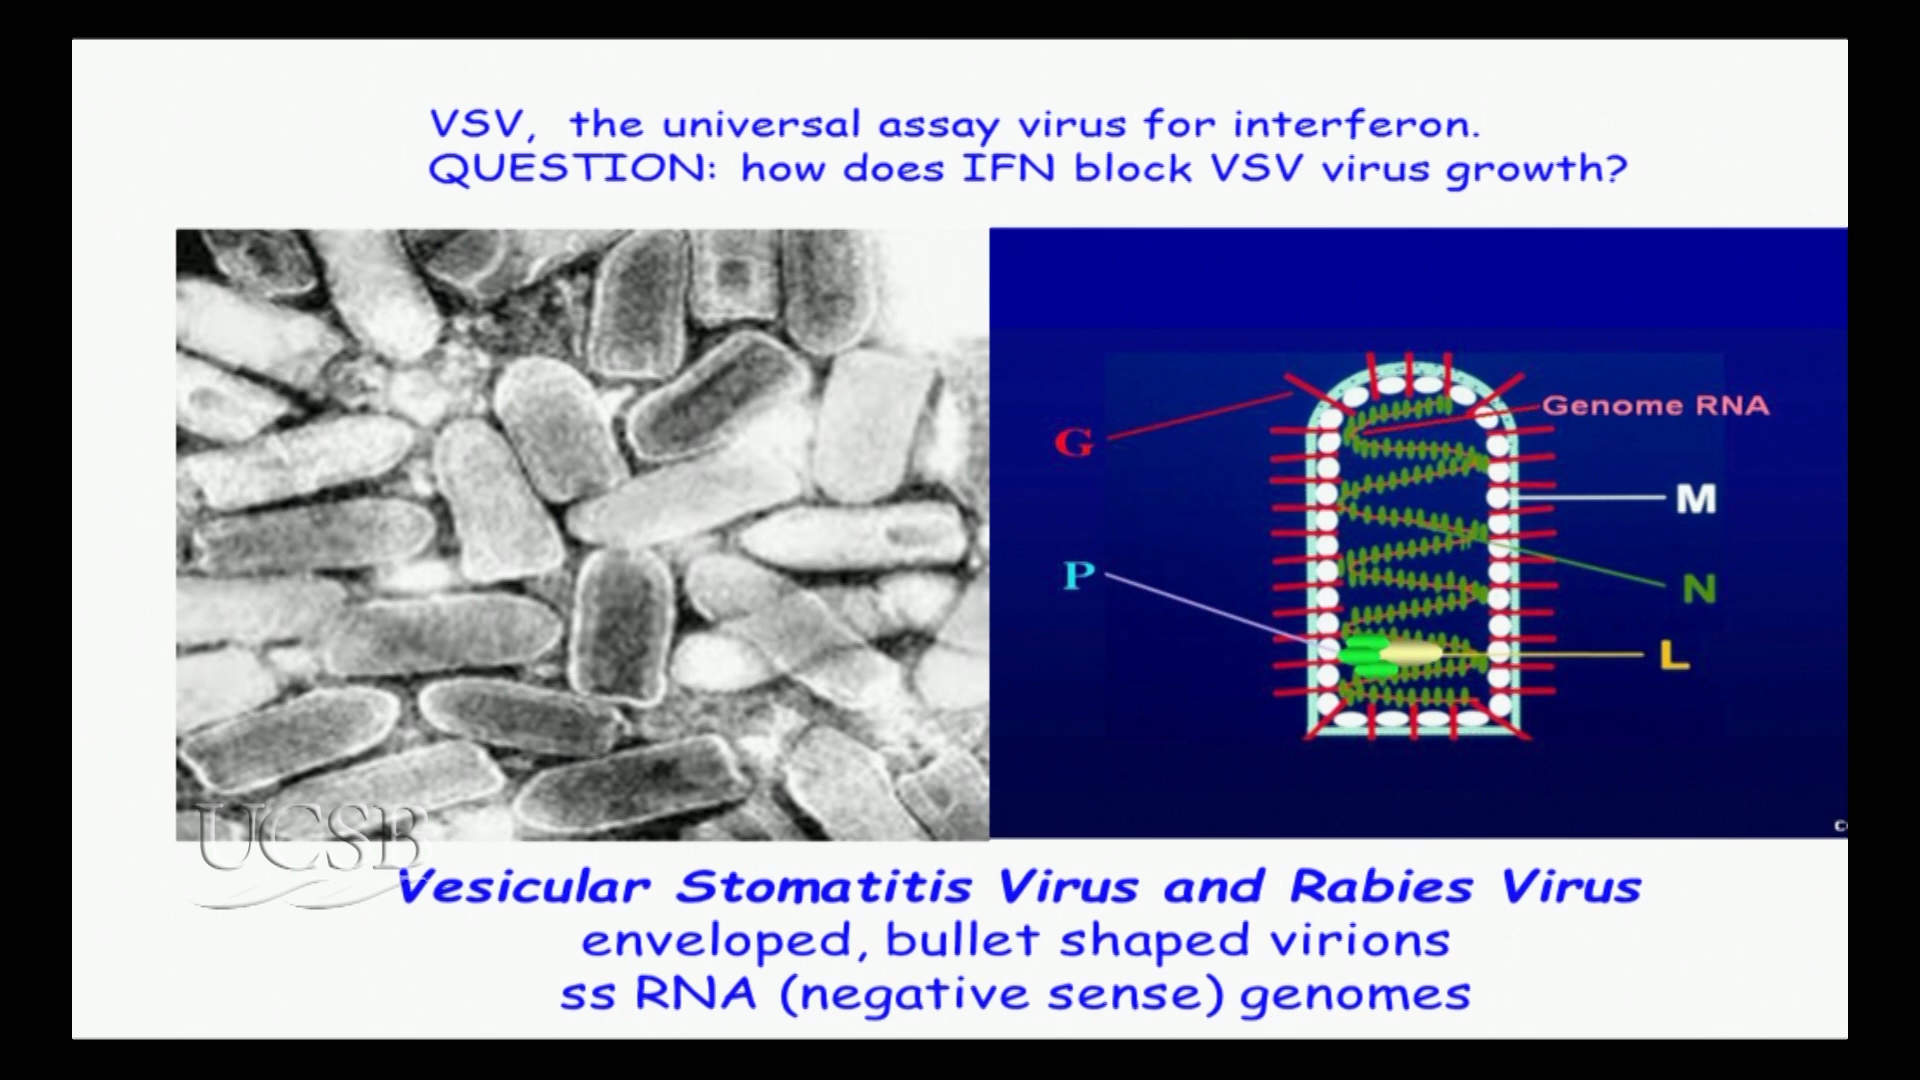 VSV, the universal assay virus for interferon.
QUESTION: how does IFN block VSV virus growth?
Genome RNA
G
M
P
N
L
UCSB
Vesicular Stomatitis Virus and Rabies Virus
enveloped, bullet shaped virions
ss RNA (negative sense) genomes